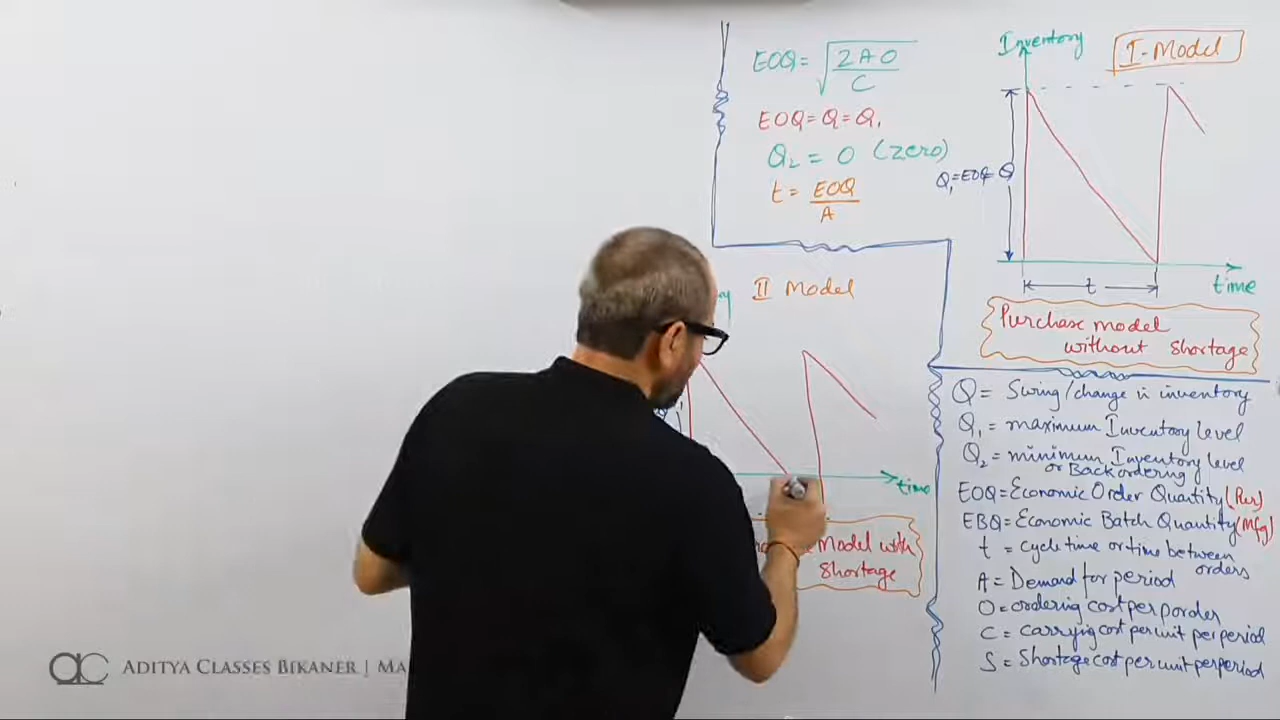 EOQ = √2AO/C
EOQ = Q = Q₁
Q₂ = 0 (zero)
t = EOQ/A
Inventory
I-Model
Q₁=EOQ=Q
t
time
Purchase model
without shortage
II Model
time
Model with
shortage
Q = Swing/change in inventory
Q₁ = maximum Inventory level
Q₂ = minimum Inventory level
or Backordering
EOQ = Economic Order Quantity (Pur)
EBQ = Economic Batch Quantity (Mfg)
t = cycle time or time between
orders
A = Demand for period
O = ordering cost per porder
C = carrying cost per unit per period
S = Shortage cost per unit per period
ac ADITYA CLASSES BIKANER | MA